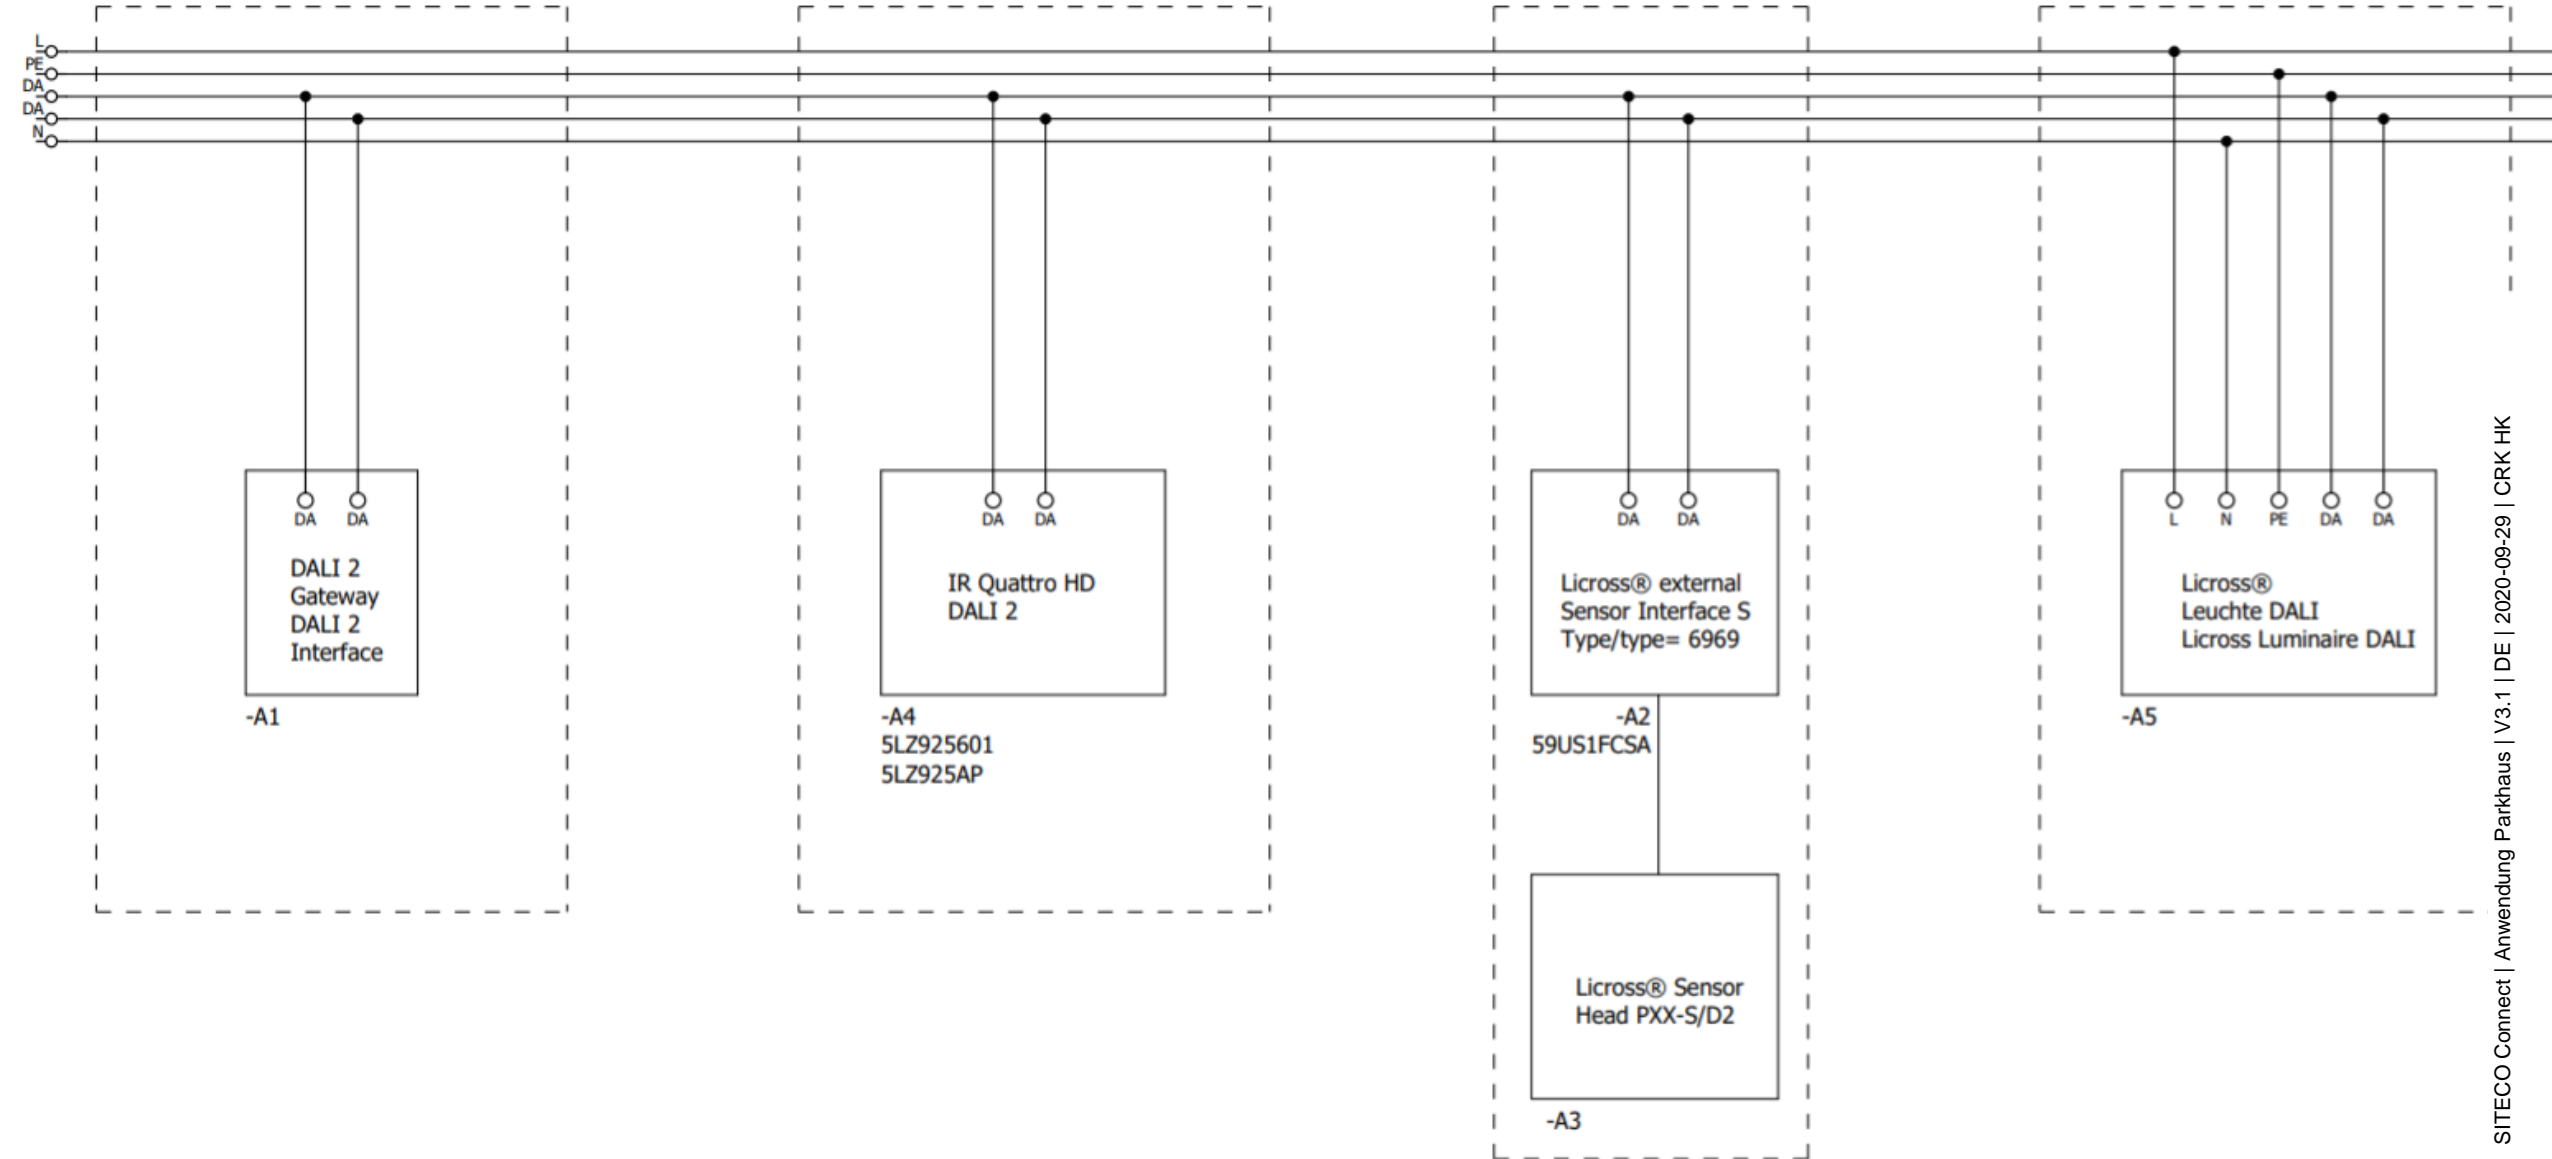 L
PE
DA
DA
N
DA DA
DALI 2
Gateway
DALI 2
Interface
-A1
DA DA
IR Quattro HD
DALI 2
-A4
5LZ925601
5LZ925AP
DA DA
Licross® external
Sensor Interface S
Type/type= 6969
-A2
59US1FCSA
Licross® Sensor
Head PXX-S/D2
-A3
L N PE DA DA
Licross®
Leuchte DALI
Licross Luminaire DALI
-A5
SITECO Connect | Anwendung Parkhaus | V3.1 | DE | 2020-09-29 | CRK HK